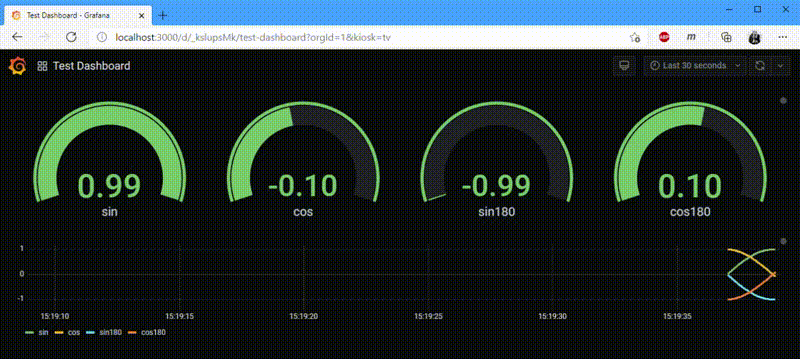 Test Dashboard - Grafana
localhost:3000/d/_kslupsMk/test-dashboard?orgId=1&kiosk=tv
ABP
m
Test Dashboard
Last 30 seconds
0.99 -0.10 -0.99 0.10
sin cos sin180 cos180
1
0
-1
15:19:10 15:19:15 15:19:20 15:19:25 15:19:30 15:19:35
sin cos sin180 cos180